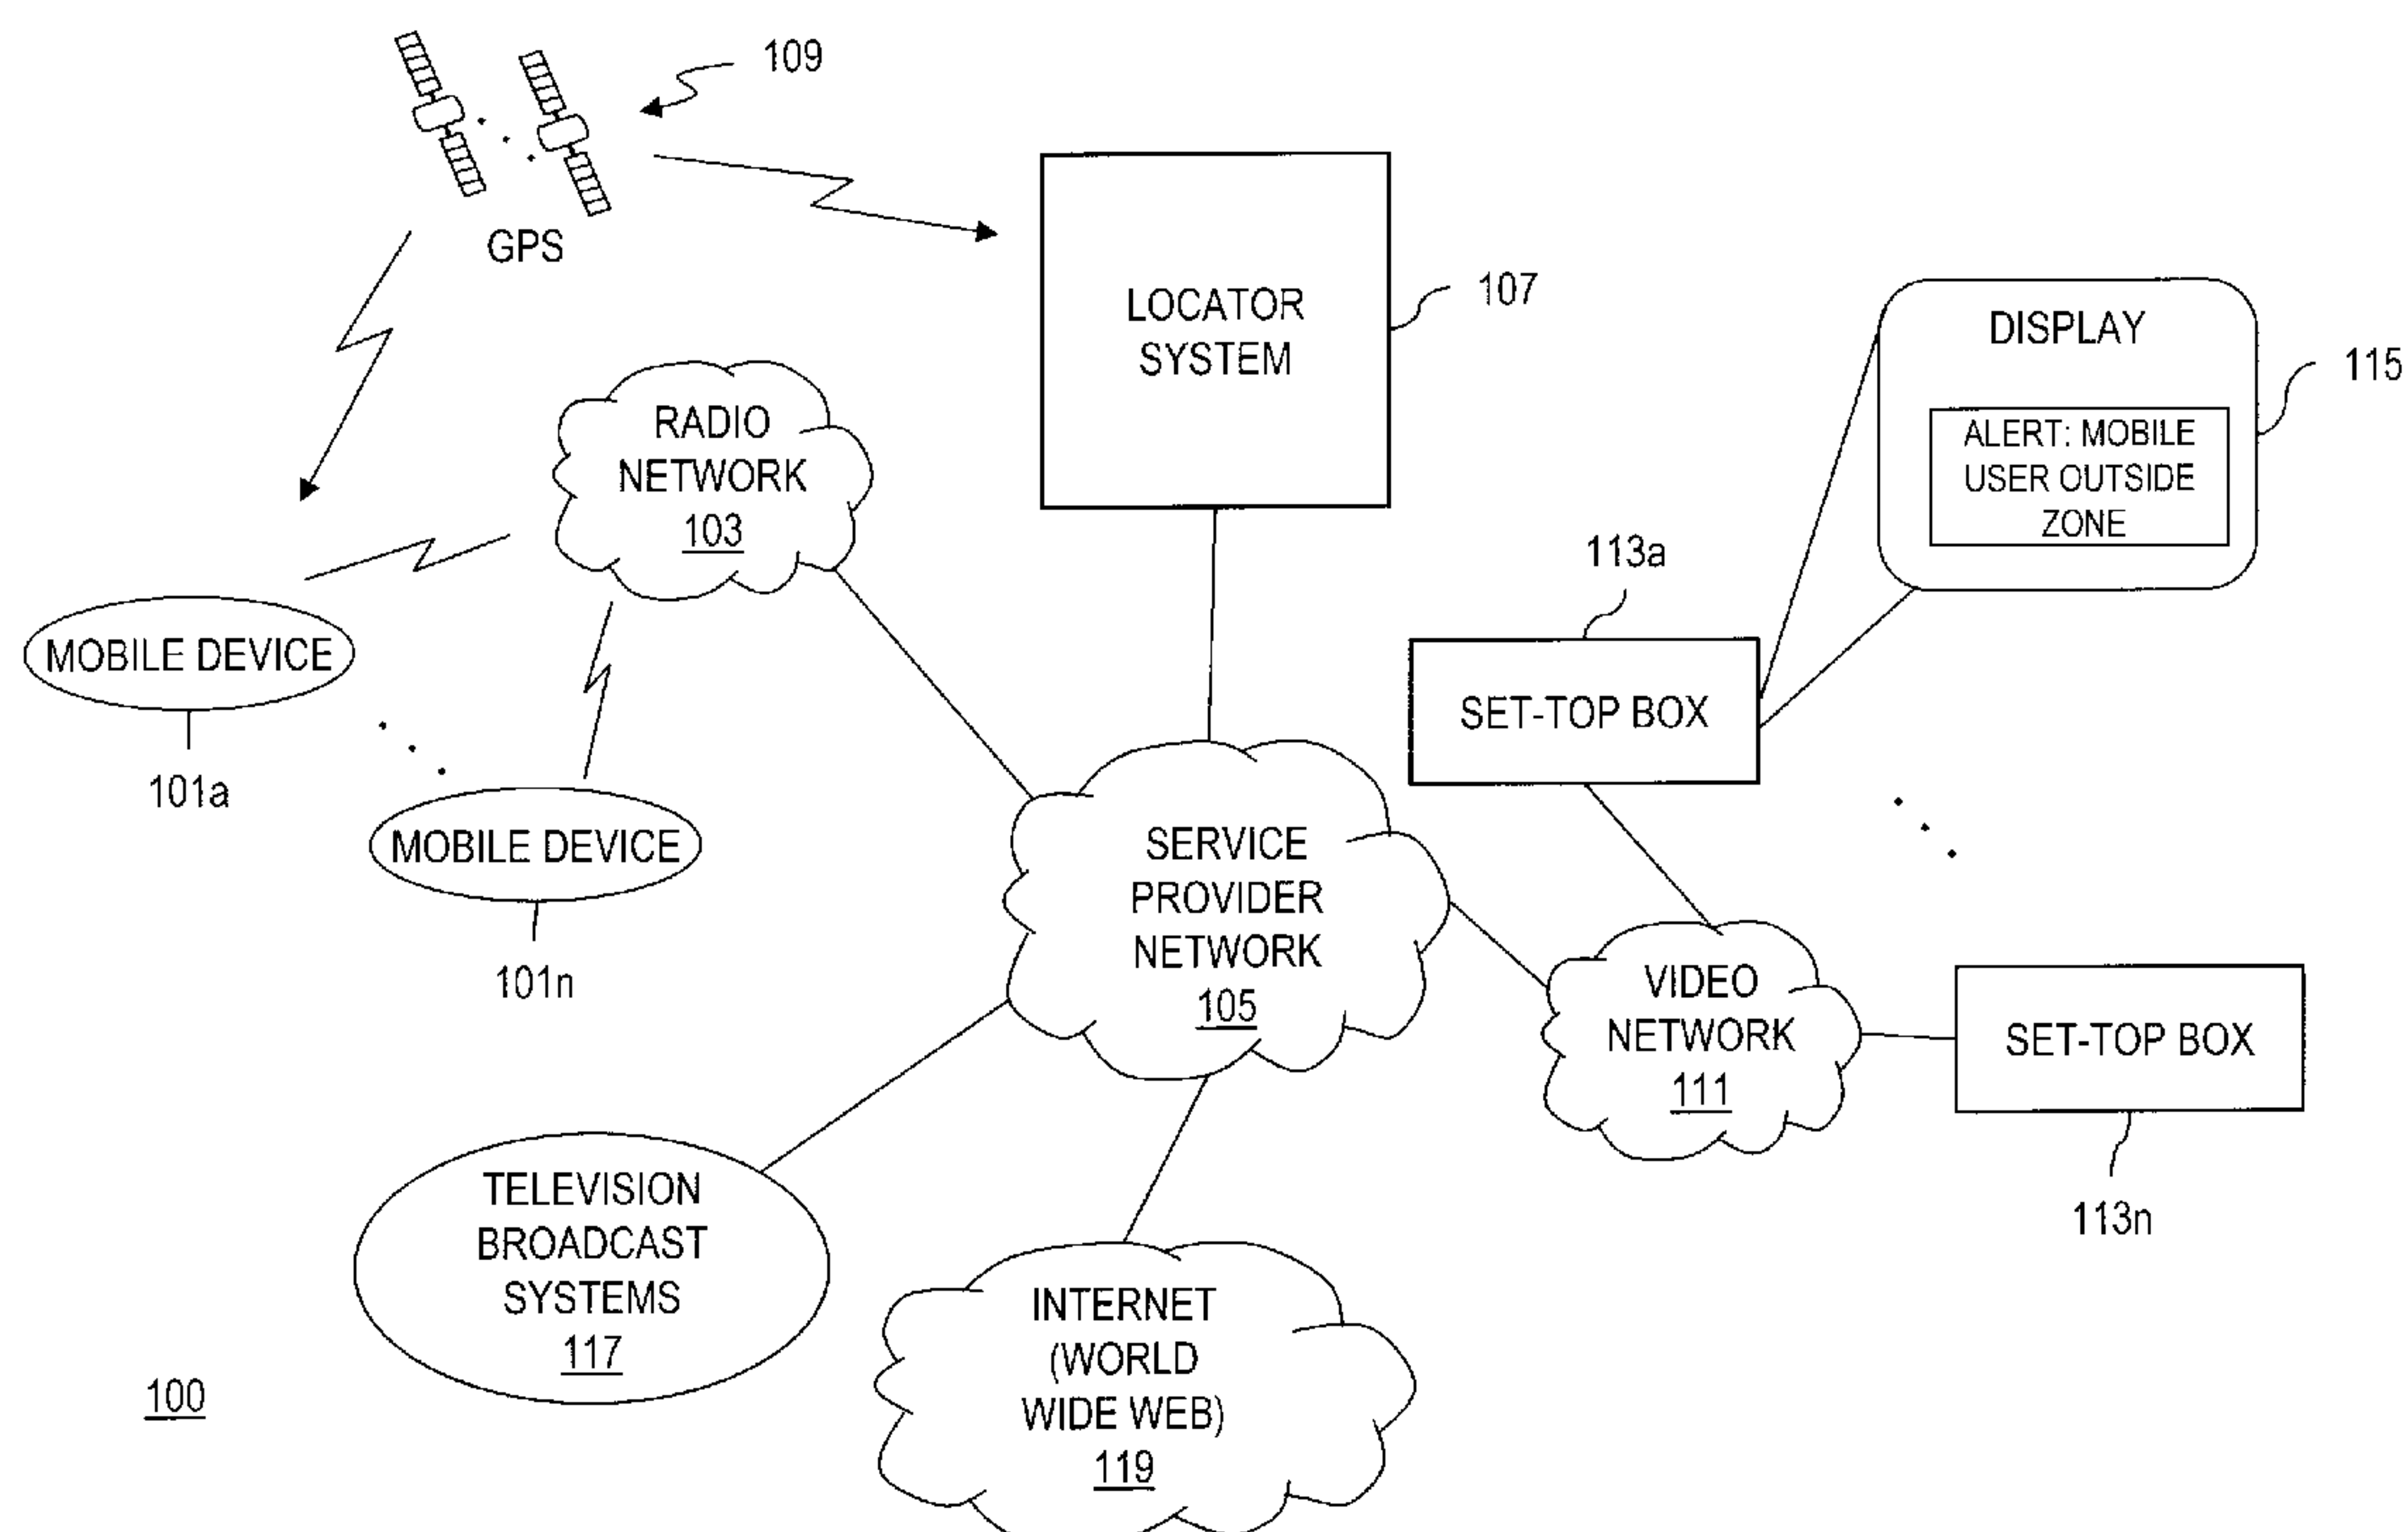 109
GPS
LOCATOR
SYSTEM
107
DISPLAY
115
ALERT: MOBILE
USER OUTSIDE
ZONE
RADIO
NETWORK
103
113a
SET-TOP BOX
MOBILE DEVICE
101a
MOBILE DEVICE
101n
SERVICE
PROVIDER
NETWORK
105
VIDEO
NETWORK
111
SET-TOP BOX
113n
TELEVISION
BROADCAST
SYSTEMS
117
INTERNET
(WORLD
WIDE WEB)
119
100